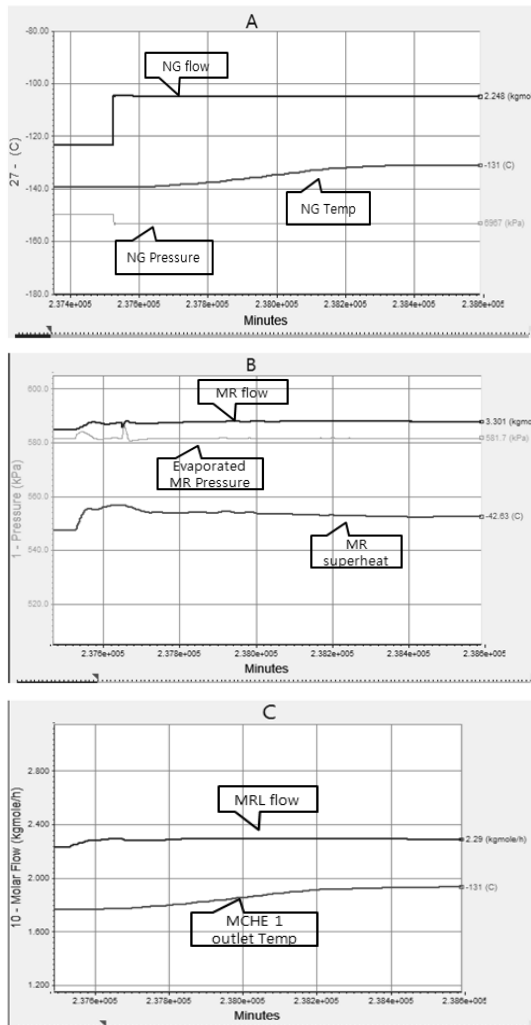 A
-80.00
-100.0
-120.0
-140.0
-160.0
-180.0
27 - (C)
NG flow
NG Temp
NG Pressure
2.248 (kgmo
-131 (C)
6967 (kPa)
2.374e+005 2.376e+005 2.378e+005 2.380e+005 2.382e+005 2.384e+005 2.386e+005
Minutes
B
600.0
580.0
560.0
540.0
520.0
1 - Pressure (kPa)
MR flow
Evaporated
MR Pressure
MR
superheat
3.301 (kgmo
581.7 (kPa)
-42.63 (C)
2.376e+005 2.378e+005 2.380e+005 2.382e+005 2.384e+005 2.386e+005
Minutes
C
2.800
2.400
2.000
1.600
1.200
10 - Molar Flow (kgmole/h)
MRL flow
MCHE 1
outlet Temp
2.29 (kgmole/h)
-131 (C)
2.376e+005 2.378e+005 2.380e+005 2.382e+005 2.384e+005 2.386e+005
Minutes